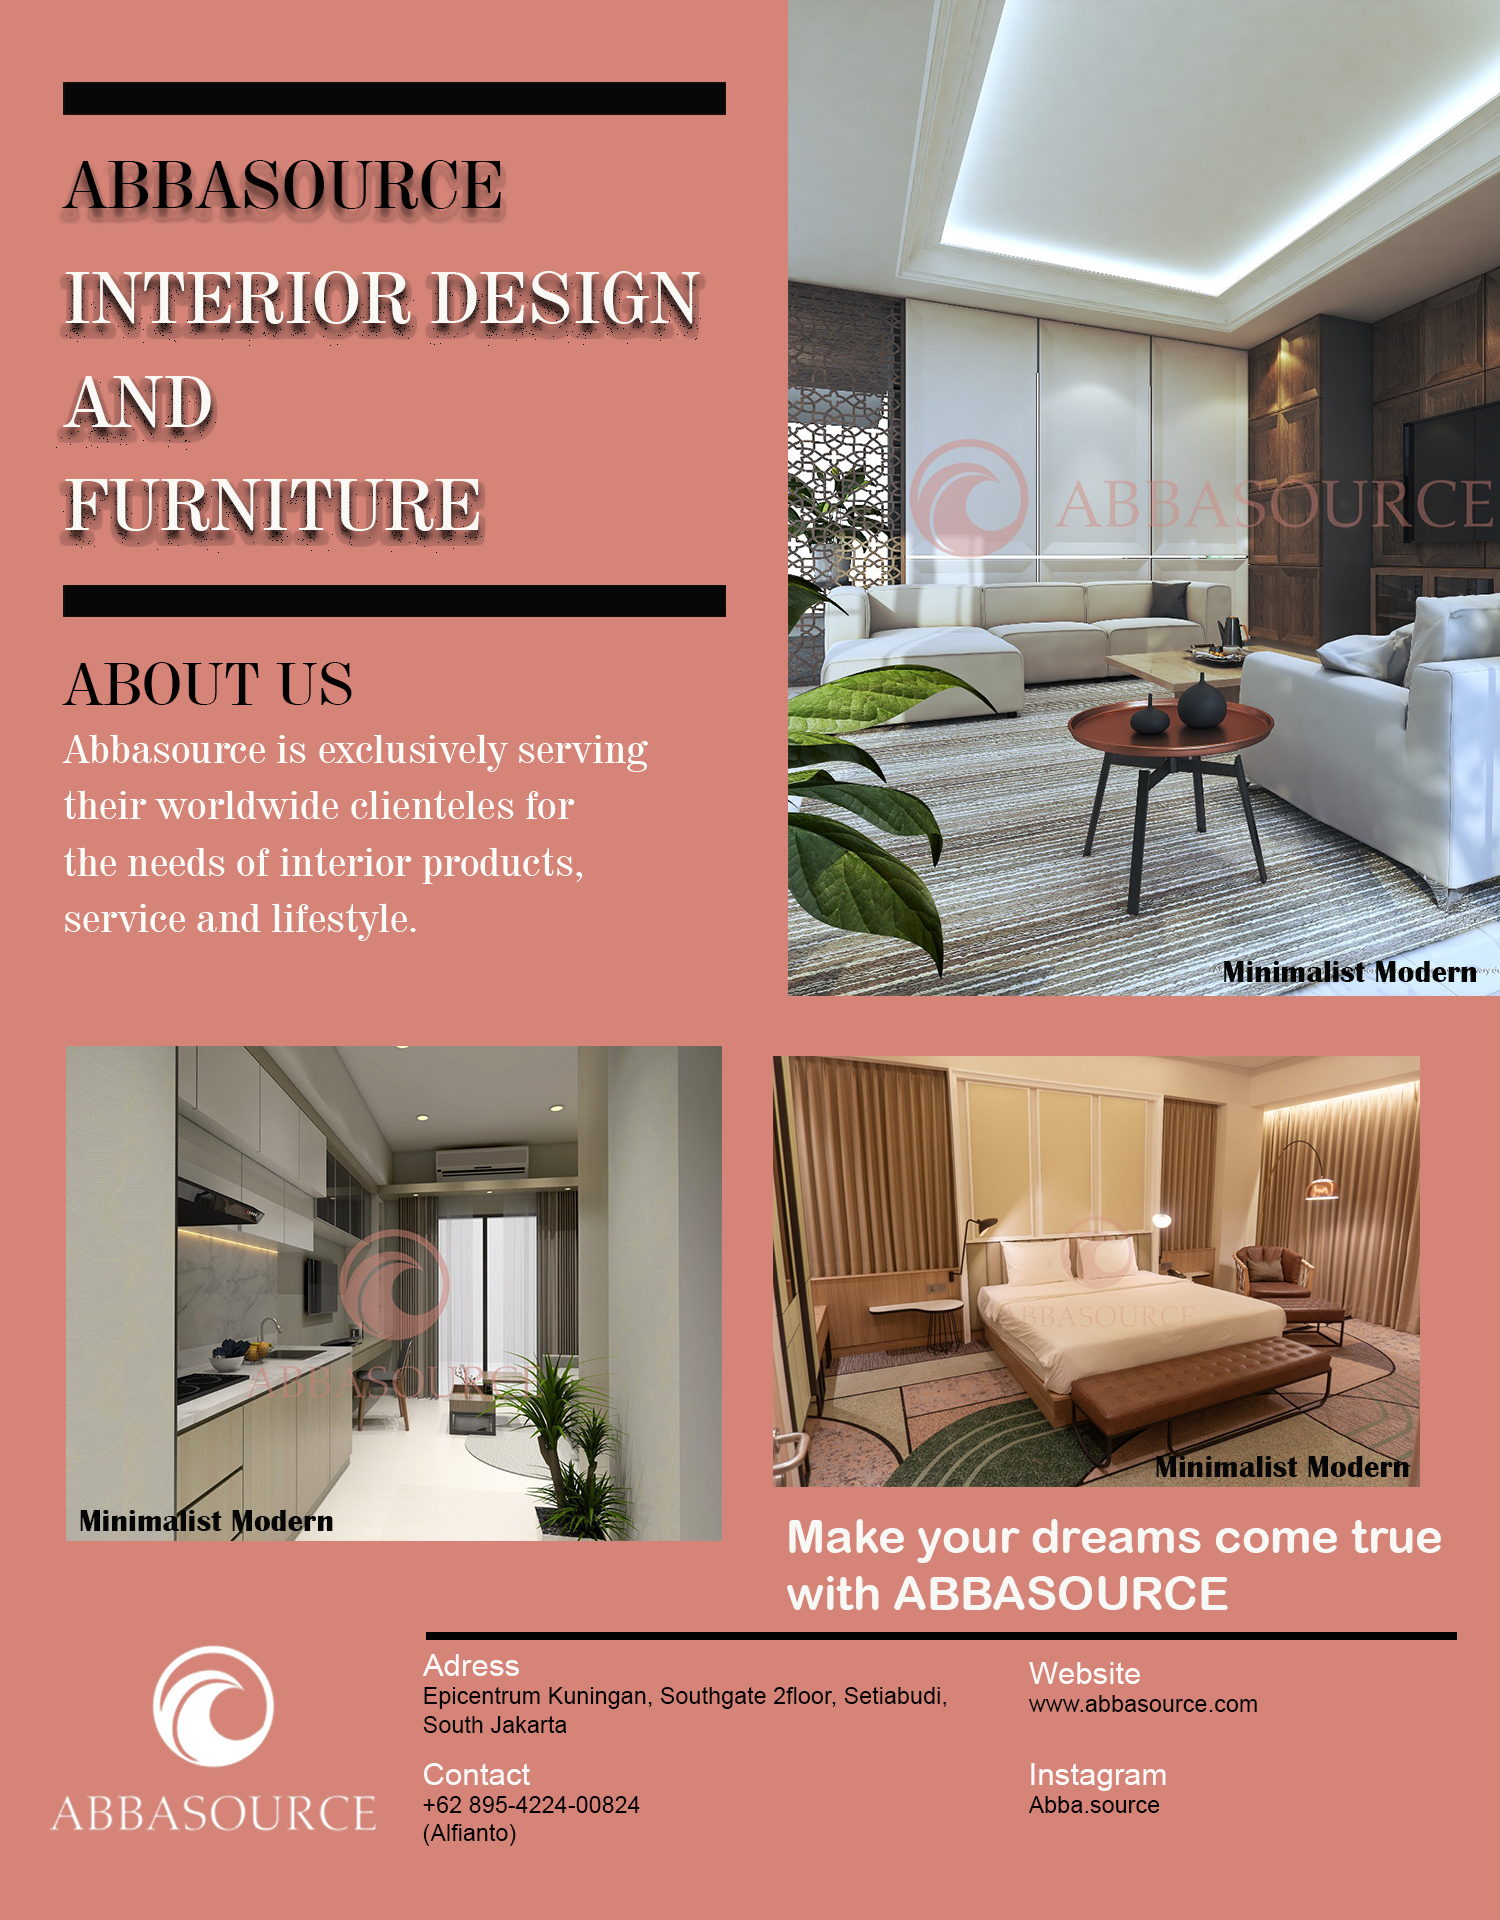 ABBASOURCE
INTERIOR DESIGN
AND
FURNITURE
ABOUT US
Abbasource is exclusively serving
their worldwide clienteles for
the needs of interior products,
service and lifestyle.
ABBASOURCE
Minimalist Modern
ABBASOURCE
Minimalist Modern
ABBASOURCE
Minimalist Modern
Make your dreams come true
with ABBASOURCE
ABBASOURCE
Adress
Epicentrum Kuningan, Southgate 2floor, Setiabudi,
South Jakarta
Contact
+62 895-4224-00824
(Alfianto)
Website
www.abbasource.com
Instagram
Abba.source